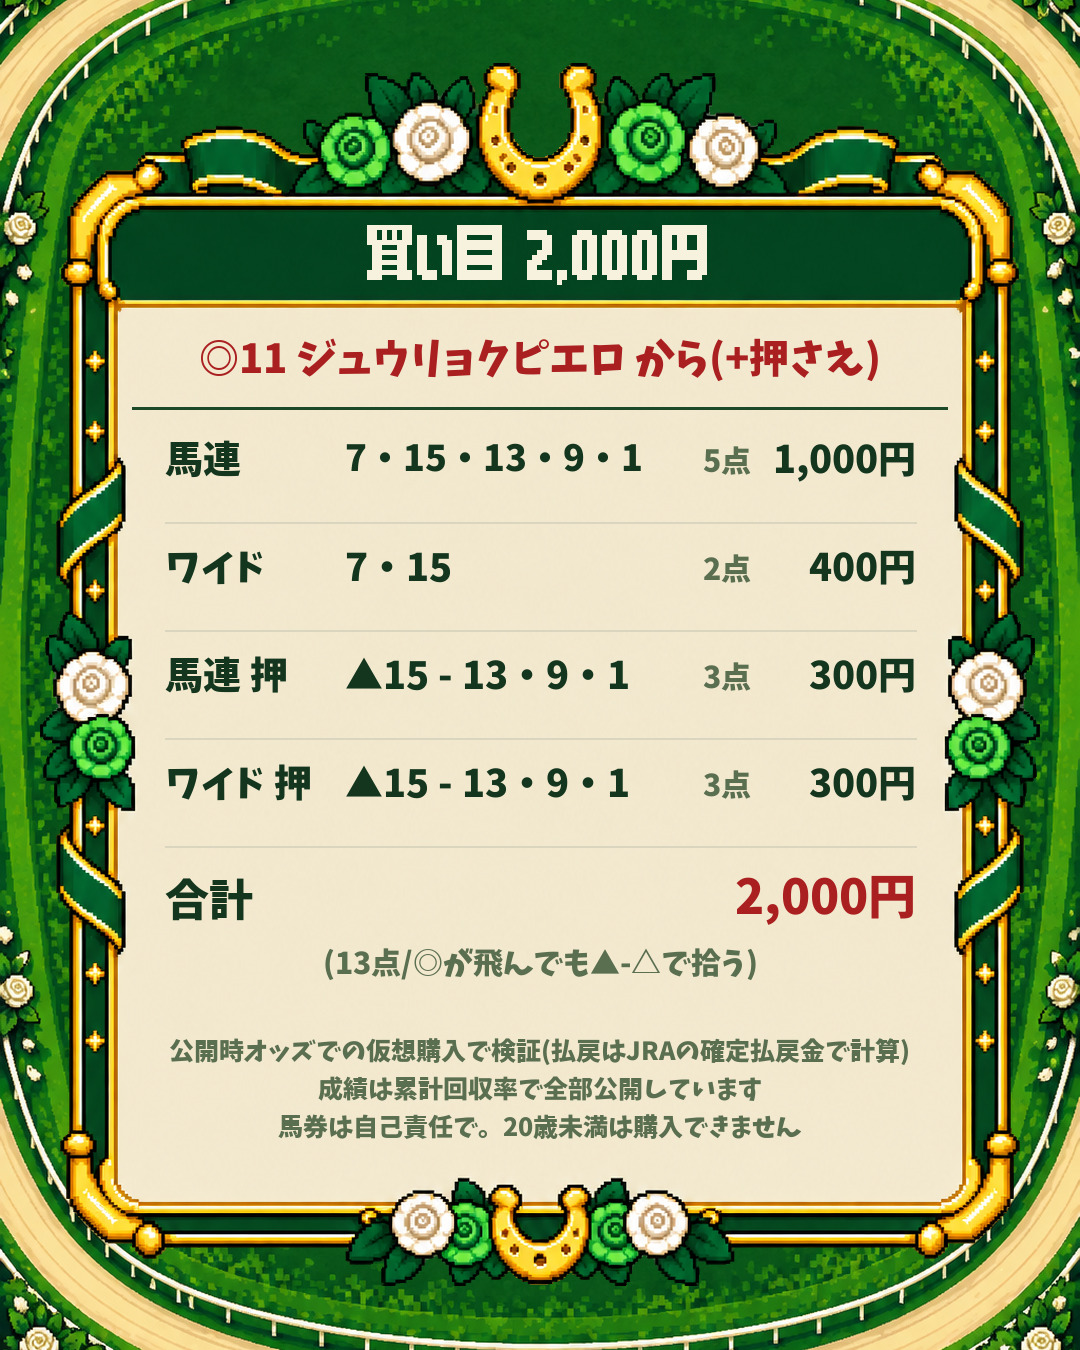 買い目 2,000円
◎11 ジュウリョクピエロ から(+押さえ)
馬連 7・15・13・9・1 5点 1,000円
ワイド 7・15 2点 400円
馬連 押 ▲15 - 13・9・1 3点 300円
ワイド 押 ▲15 - 13・9・1 3点 300円
合計 2,000円
(13点/◎が飛んでも▲-△で拾う)
公開時オッズでの仮想購入で検証(払戻はJRAの確定払戻金で計算)
成績は累計回収率で全部公開しています
馬券は自己責任で。20歳未満は購入できません